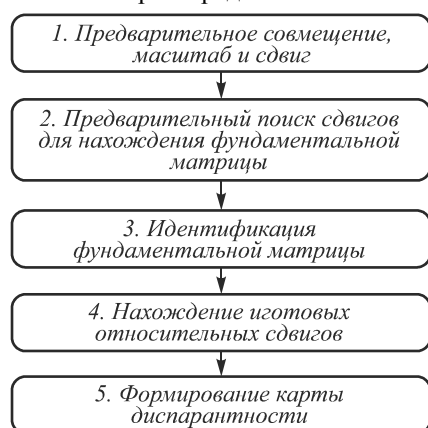 1. Предварительное совмещение,
масштаб и сдвиг
2. Предварительный поиск сдвигов
для нахождения фундаментальной
матрицы
3. Идентификация
фундаментальной матрицы
4. Нахождение иготовых
относительных сдвигов
5. Формирование карты
диспарантности